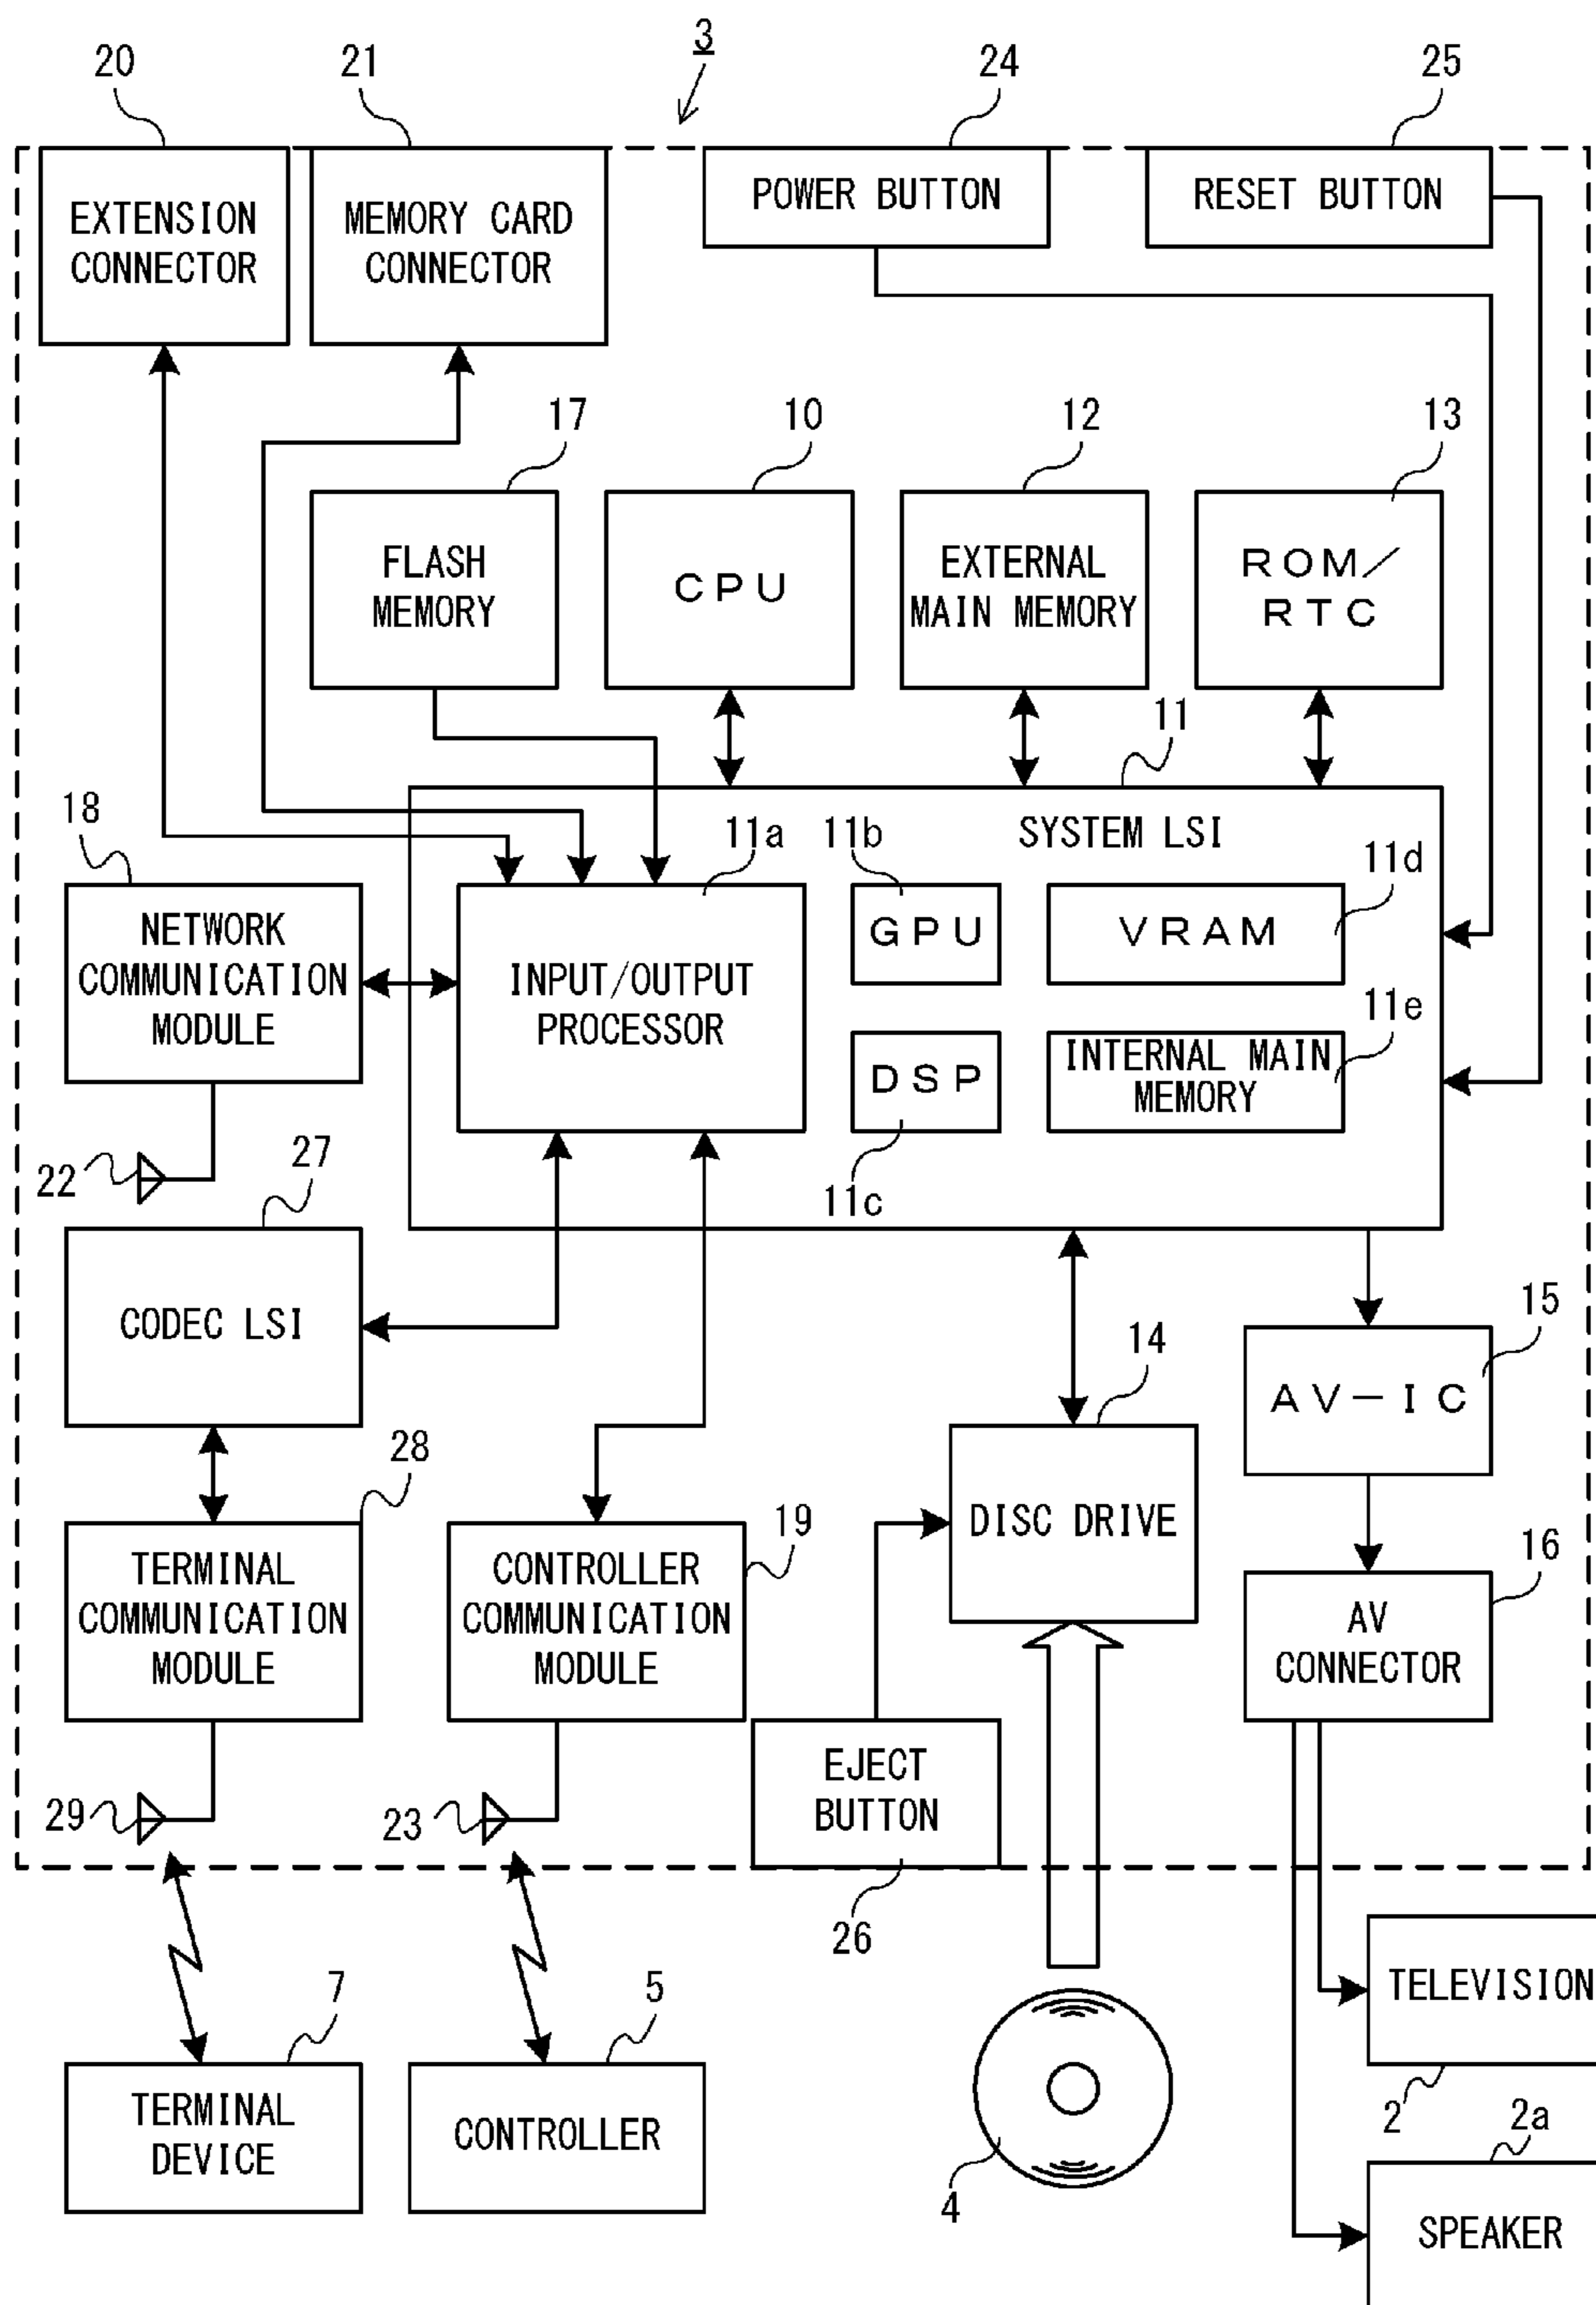 3
20
21
24
25
EXTENSION
CONNECTOR
MEMORY CARD
CONNECTOR
POWER BUTTON
RESET BUTTON
17
10
12
13
FLASH
MEMORY
CPU
EXTERNAL
MAIN MEMORY
ROM/
RTC
11
18
11a
11b
SYSTEM LSI
11d
NETWORK
COMMUNICATION
MODULE
INPUT/OUTPUT
PROCESSOR
GPU
VRAM
11e
DSP
INTERNAL MAIN
MEMORY
22
27
11c
CODEC LSI
15
14
AV-IC
28
19
DISC DRIVE
16
TERMINAL
COMMUNICATION
MODULE
CONTROLLER
COMMUNICATION
MODULE
AV
CONNECTOR
EJECT
BUTTON
29
23
26
TELEVISION
7
5
2
TERMINAL
DEVICE
CONTROLLER
4
2a
SPEAKER